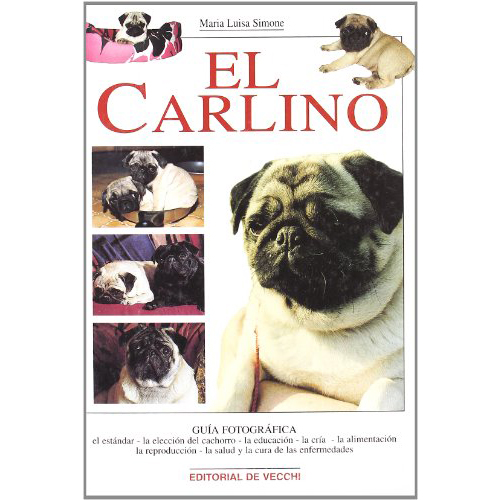 Maria Luisa Simone
EL
CARLINO
GUÍA FOTOGRÁFICA
el estándar - la elección del cachorro - la educación - la cría - la alimentación
la reproducción - la salud y la cura de las enfermedades
EDITORIAL DE VECCHI